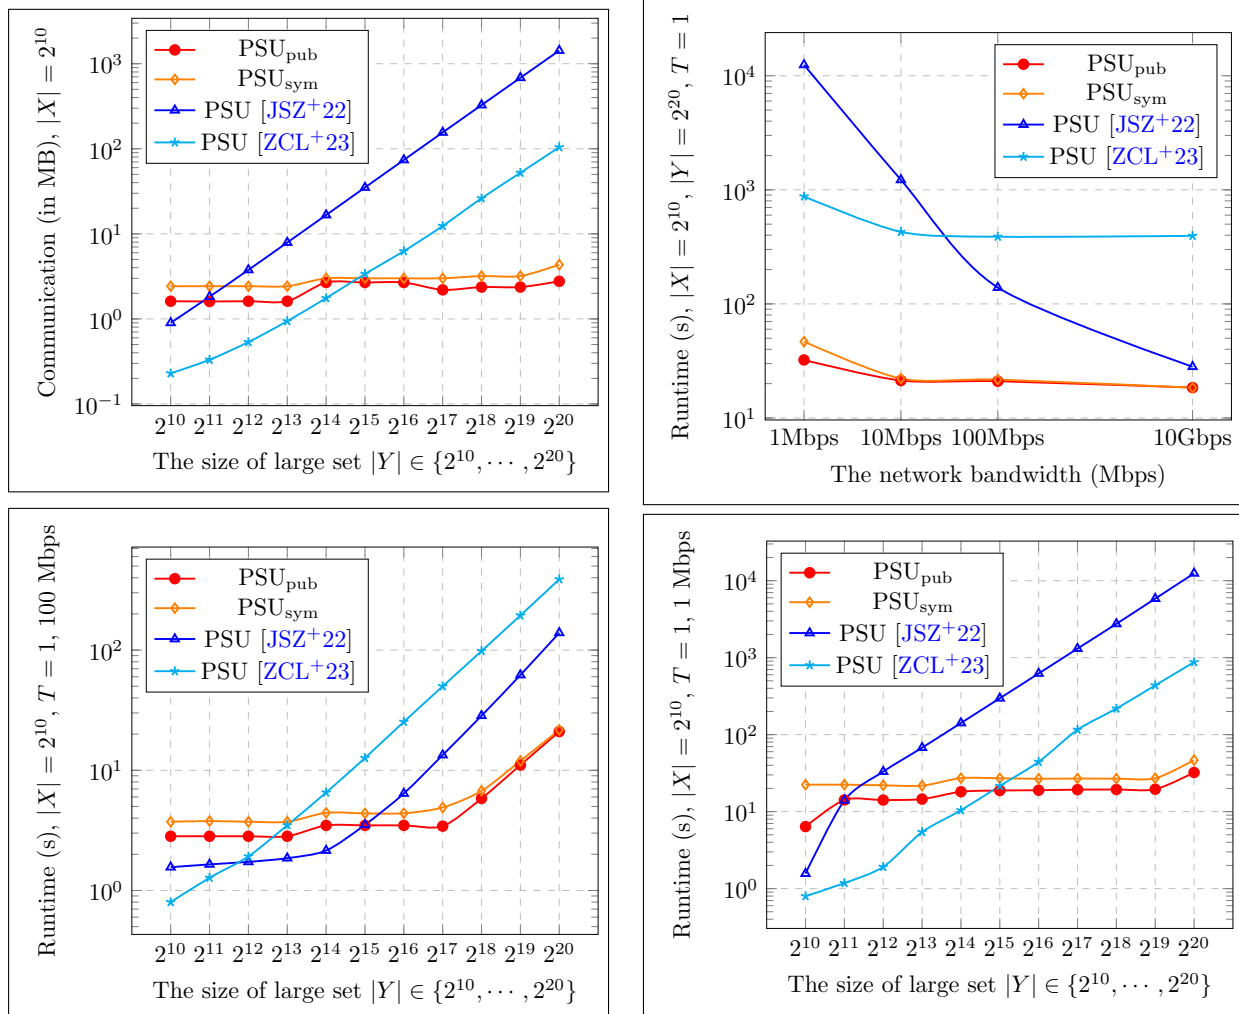 Communication (in MB), |X| = 2^10
10^3
10^2
10^1
10^0
10^−1
PSU_pub
PSU_sym
PSU [JSZ^+22]
PSU [ZCL^+23]
2^10 2^11 2^12 2^13 2^14 2^15 2^16 2^17 2^18 2^19 2^20
The size of large set |Y| ∈ {2^10, ⋯ , 2^20}
Runtime (s), |X| = 2^10, |Y| = 2^20, T = 1
10^4
10^3
10^2
10^1
PSU_pub
PSU_sym
PSU [JSZ^+22]
PSU [ZCL^+23]
1Mbps 10Mbps 100Mbps 10Gbps
The network bandwidth (Mbps)
Runtime (s), |X| = 2^10, T = 1, 100 Mbps
10^2
10^1
10^0
PSU_pub
PSU_sym
PSU [JSZ^+22]
PSU [ZCL^+23]
2^10 2^11 2^12 2^13 2^14 2^15 2^16 2^17 2^18 2^19 2^20
The size of large set |Y| ∈ {2^10, ⋯ , 2^20}
Runtime (s), |X| = 2^10, T = 1, 1 Mbps
10^4
10^3
10^2
10^1
10^0
PSU_pub
PSU_sym
PSU [JSZ^+22]
PSU [ZCL^+23]
2^10 2^11 2^12 2^13 2^14 2^15 2^16 2^17 2^18 2^19 2^20
The size of large set |Y| ∈ {2^10, ⋯ , 2^20}